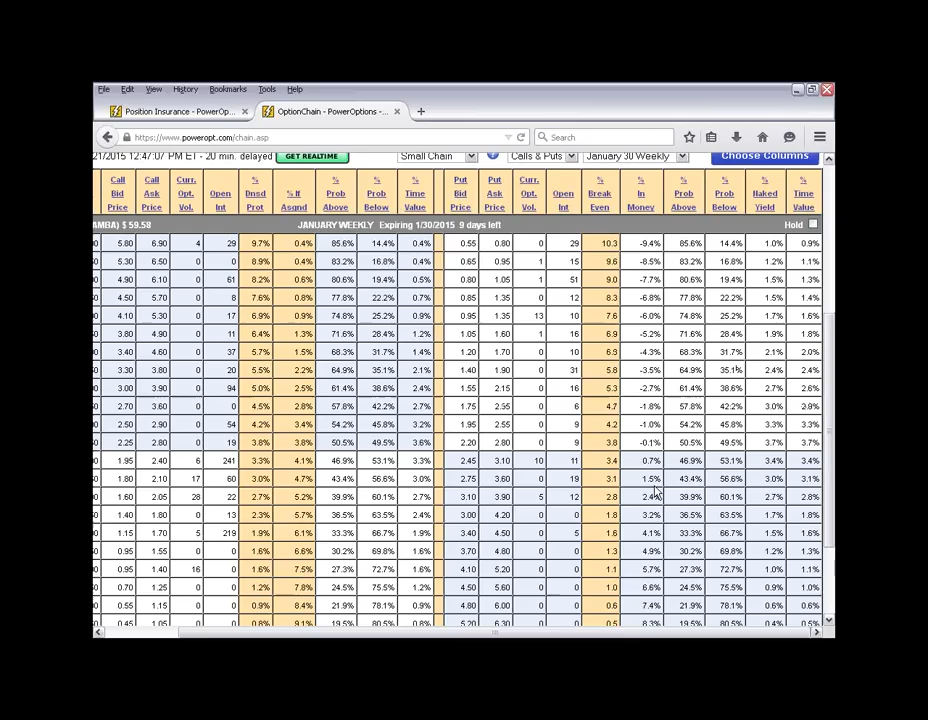 File Edit View History Bookmarks Tools Help
Position Insurance - PowerOp... × OptionChain - PowerOptions -... × +
https://www.poweropt.com/chain.asp Search
21/2015 12:47:07 PM ET - 20 min. delayed GET REALTIME Small Chain Calls & Puts January 30 Weekly Choose Columns
Call Bid Price Call Ask Price Curr. Opt. Vol. Open Int % Dnsd Prot % If Asgnd % Prob Above % Prob Below % Time Value Put Bid Price Put Ask Price Curr. Opt. Vol. Open Int % Break Even % In Money % Prob Above % Prob Below % Naked Yield % Time Value
AMBA) $ 59.58 JANUARY WEEKLY Expiring 1/30/2015 9 days left Hold
5.80 6.90 4 29 9.7% 0.4% 85.6% 14.4% 0.4% 0.55 0.80 0 29 10.3 -9.4% 85.6% 14.4% 1.0% 0.9%
5.30 6.50 0 0 8.9% 0.4% 83.2% 16.8% 0.4% 0.65 0.95 1 15 9.6 -8.5% 83.2% 16.8% 1.2% 1.1%
4.90 6.10 0 61 8.2% 0.6% 80.6% 19.4% 0.5% 0.80 1.05 1 51 9.0 -7.7% 80.6% 19.4% 1.5% 1.3%
4.50 5.70 0 8 7.6% 0.8% 77.8% 22.2% 0.7% 0.85 1.35 0 12 8.3 -6.8% 77.8% 22.2% 1.5% 1.4%
4.10 5.30 0 17 6.9% 0.9% 74.8% 25.2% 0.9% 0.95 1.35 13 10 7.6 -6.0% 74.8% 25.2% 1.7% 1.6%
3.80 4.90 0 11 6.4% 1.3% 71.6% 28.4% 1.2% 1.05 1.60 1 16 6.9 -5.2% 71.6% 28.4% 1.9% 1.8%
3.40 4.60 0 37 5.7% 1.5% 68.3% 31.7% 1.4% 1.20 1.70 0 10 6.3 -4.3% 68.3% 31.7% 2.1% 2.0%
3.30 3.80 0 20 5.5% 2.2% 64.9% 35.1% 2.1% 1.40 1.90 0 31 5.8 -3.5% 64.9% 35.1% 2.4% 2.4%
3.00 3.90 0 94 5.0% 2.5% 61.4% 38.6% 2.4% 1.55 2.15 0 16 5.3 -2.7% 61.4% 38.6% 2.7% 2.6%
2.70 3.60 0 0 4.5% 2.8% 57.8% 42.2% 2.7% 1.75 2.35 0 6 4.7 -1.8% 57.8% 42.2% 3.0% 2.9%
2.50 2.90 0 54 4.2% 3.4% 54.2% 45.8% 3.2% 1.95 2.55 0 9 4.2 -1.0% 54.2% 45.8% 3.3% 3.3%
2.25 2.80 0 19 3.8% 3.8% 50.5% 49.5% 3.6% 2.20 2.80 0 9 3.8 -0.1% 50.5% 49.5% 3.7% 3.7%
1.95 2.40 6 241 3.3% 4.1% 46.9% 53.1% 3.3% 2.45 3.10 10 11 3.4 0.7% 46.9% 53.1% 3.4% 3.4%
1.80 2.10 17 60 3.0% 4.7% 43.4% 56.6% 3.0% 2.75 3.60 0 19 3.1 1.5% 43.4% 56.6% 3.0% 3.1%
1.60 2.05 28 22 2.7% 5.2% 39.9% 60.1% 2.7% 3.10 3.90 5 12 2.8 2.4% 39.9% 60.1% 2.7% 2.8%
1.40 1.80 0 13 2.3% 5.7% 36.5% 63.5% 2.3% 3.00 4.20 0 0 1.8 3.2% 36.5% 63.5% 1.7% 1.8%
1.15 1.70 5 219 1.9% 6.1% 33.3% 66.7% 1.9% 3.40 4.50 0 5 1.6 4.1% 33.3% 66.7% 1.5% 1.6%
0.95 1.55 0 0 1.6% 6.6% 30.2% 69.8% 1.6% 3.70 4.80 0 0 1.3 4.9% 30.2% 69.8% 1.2% 1.3%
0.95 1.40 16 0 1.6% 7.5% 27.3% 72.7% 1.6% 4.10 5.20 0 0 1.1 5.7% 27.3% 72.7% 1.0% 1.1%
0.70 1.25 0 0 1.2% 7.8% 24.5% 75.5% 1.2% 4.50 5.60 0 0 1.0 6.6% 24.5% 75.5% 0.9% 1.0%
0.55 1.15 0 0 0.9% 8.4% 21.9% 78.1% 0.9% 4.80 6.00 0 0 0.6 7.4% 21.9% 78.1% 0.6% 0.6%
0.45 1.05 0 0 0.8% 9.1% 19.5% 80.5% 0.8% 5.20 6.30 0 0 0.5 8.3% 19.5% 80.5% 0.4% 0.5%